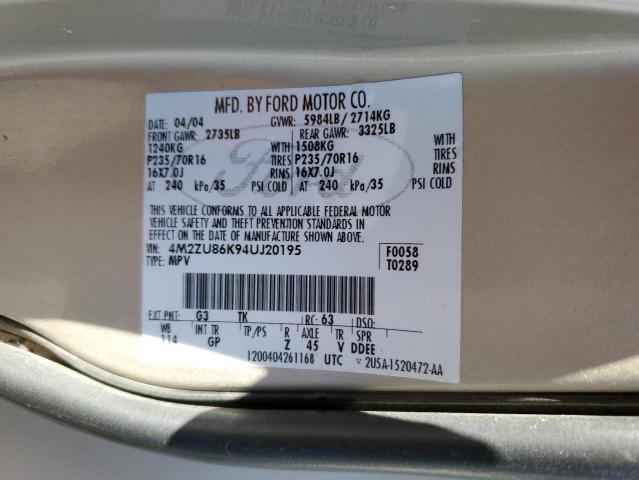 MFD. BY FORD MOTOR CO.
DATE: 04/04 GVWR: 5984LB/ 2714KG
FRONT GAWR: 2735LB REAR GAWR: 3325LB
1240KG WITH 1508KG WITH
P235/70R16 TIRES P235/70R16 TIRES
16X7.0J RIMS 16X7.0J RIMS
AT 240 kPa/35 PSI COLD AT 240 kPa/35 PSI COLD
Ford
THIS VEHICLE CONFORMS TO ALL APPLICABLE FEDERAL MOTOR
VEHICLE SAFETY AND THEFT PREVENTION STANDARDS IN
EFFECT ON THE DATE OF MANUFACTURE SHOWN ABOVE.
VIN: 4M2ZU86K94UJ20195 F0058
TYPE: MPV T0289
EXT PNT: G3 TK RC: 63 DSO:
WB INT TR TP/PS R AXLE TR SPR
114 GP Z 45 V DDEE
1200404261168 UTC 2U5A-1520472-AA